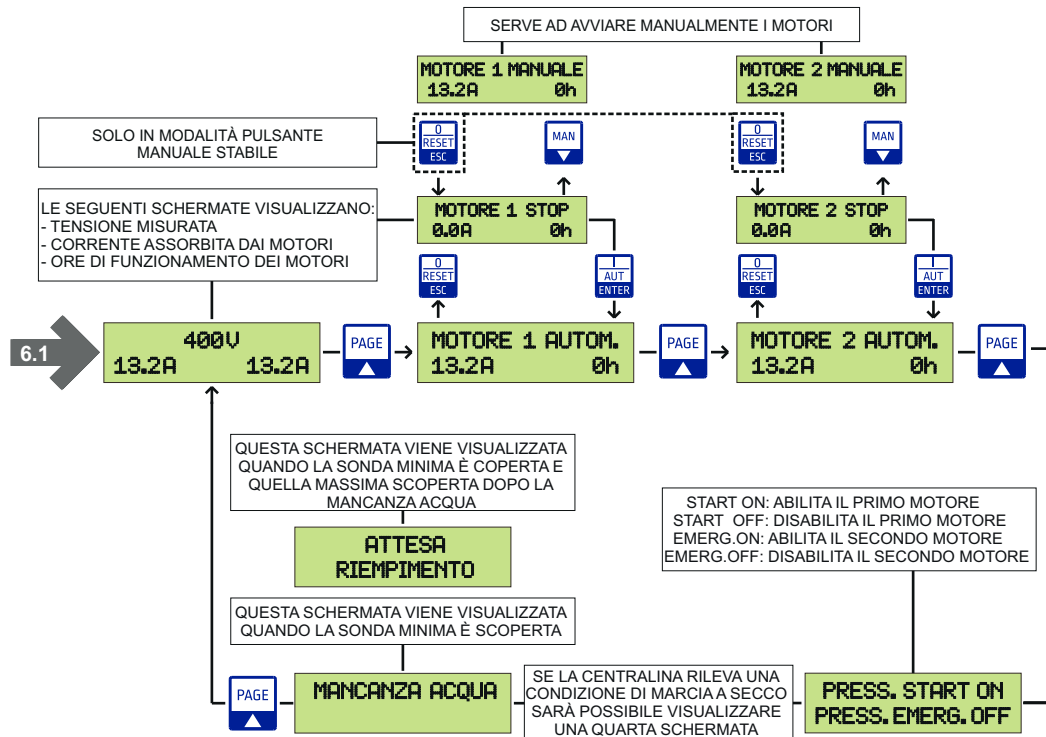 SERVE AD AVVIARE MANUALMENTE I MOTORI
MOTORE 1 MANUALE
13.2A 0h
MOTORE 2 MANUALE
13.2A 0h
SOLO IN MODALITÀ PULSANTE
MANUALE STABILE
0
RESET
ESC
MAN
0
RESET
ESC
MAN
LE SEGUENTI SCHERMATE VISUALIZZANO:
- TENSIONE MISURATA
- CORRENTE ASSORBITA DAI MOTORI
- ORE DI FUNZIONAMENTO DEI MOTORI
MOTORE 1 STOP
0.0A 0h
MOTORE 2 STOP
0.0A 0h
0
RESET
ESC
I
AUT
ENTER
0
RESET
ESC
I
AUT
ENTER
6.1
400V
13.2A 13.2A
PAGE
MOTORE 1 AUTOM.
13.2A 0h
PAGE
MOTORE 2 AUTOM.
13.2A 0h
PAGE
QUESTA SCHERMATA VIENE VISUALIZZATA
QUANDO LA SONDA MINIMA È COPERTA E
QUELLA MASSIMA SCOPERTA DOPO LA
MANCANZA ACQUA
ATTESA
RIEMPIMENTO
START ON: ABILITA IL PRIMO MOTORE
START OFF: DISABILITA IL PRIMO MOTORE
EMERG.ON: ABILITA IL SECONDO MOTORE
EMERG.OFF: DISABILITA IL SECONDO MOTORE
QUESTA SCHERMATA VIENE VISUALIZZATA
QUANDO LA SONDA MINIMA È SCOPERTA
PAGE
MANCANZA ACQUA
SE LA CENTRALINA RILEVA UNA
CONDIZIONE DI MARCIA A SECCO
SARÀ POSSIBILE VISUALIZZARE
UNA QUARTA SCHERMATA
PRESS. START ON
PRESS. EMERG. OFF